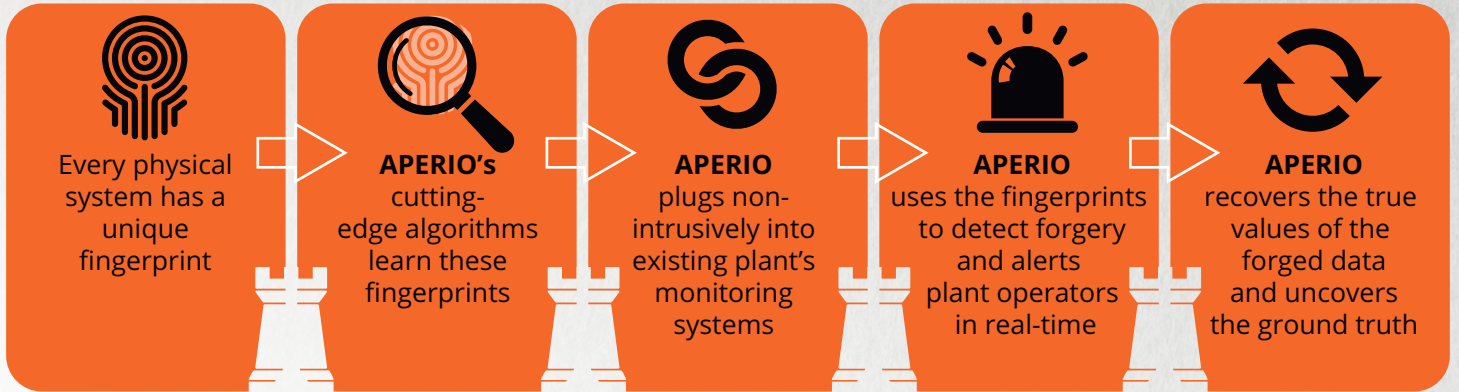 Every physical
system has a
unique
fingerprint
APERIO's
cutting-
edge algorithms
learn these
fingerprints
APERIO
plugs non-
intrusively into
existing plant's
monitoring
systems
APERIO
uses the fingerprints
to detect forgery
and alerts
plant operators
in real-time
APERIO
recovers the true
values of the
forged data
and uncovers
the ground truth